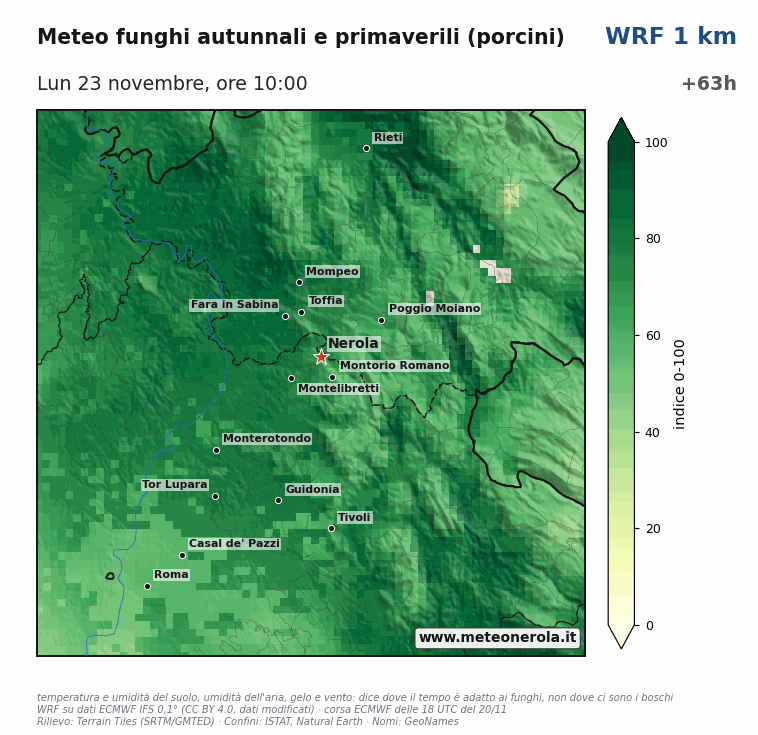 Meteo funghi autunnali e primaverili (porcini)
WRF 1 km
Lun 23 novembre, ore 10:00
+63h
Rieti
Mompeo
Fara in Sabina
Toffia
Poggio Moiano
Nerola
Montorio Romano
Montelibretti
Monterotondo
Tor Lupara
Guidonia
Tivoli
Casal de' Pazzi
Roma
www.meteonerola.it
100
80
60
40
20
0
indice 0-100
temperatura e umidità del suolo, umidità dell'aria, gelo e vento: dice dove il tempo è adatto ai funghi, non dove ci sono i boschi
WRF su dati ECMWF IFS 0,1° (CC BY 4.0, dati modificati) · corsa ECMWF delle 18 UTC del 20/11
Rilievo: Terrain Tiles (SRTM/GMTED) · Confini: ISTAT, Natural Earth · Nomi: GeoNames